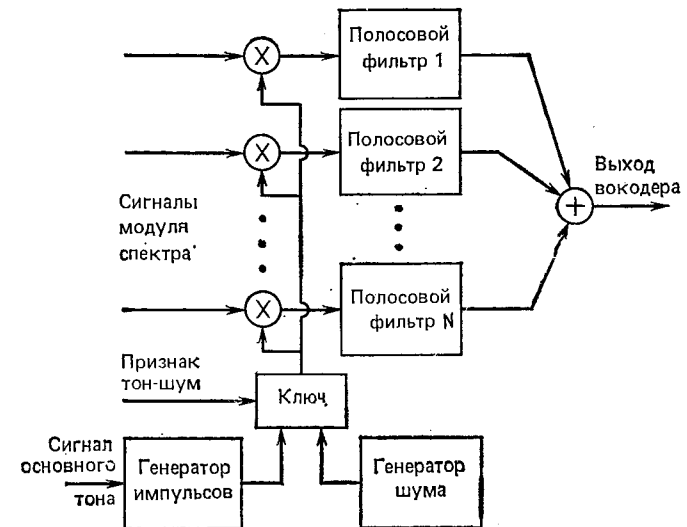 X
Полосовой
фильтр 1
X
Полосовой
фильтр 2
Выход
вокодера
+
Сигналы
модуля
спектра
X
Полосовой
фильтр N
Признак
тон-шум
Ключ
Сигнал
основного
тона
Генератор
импульсов
Генератор
шума